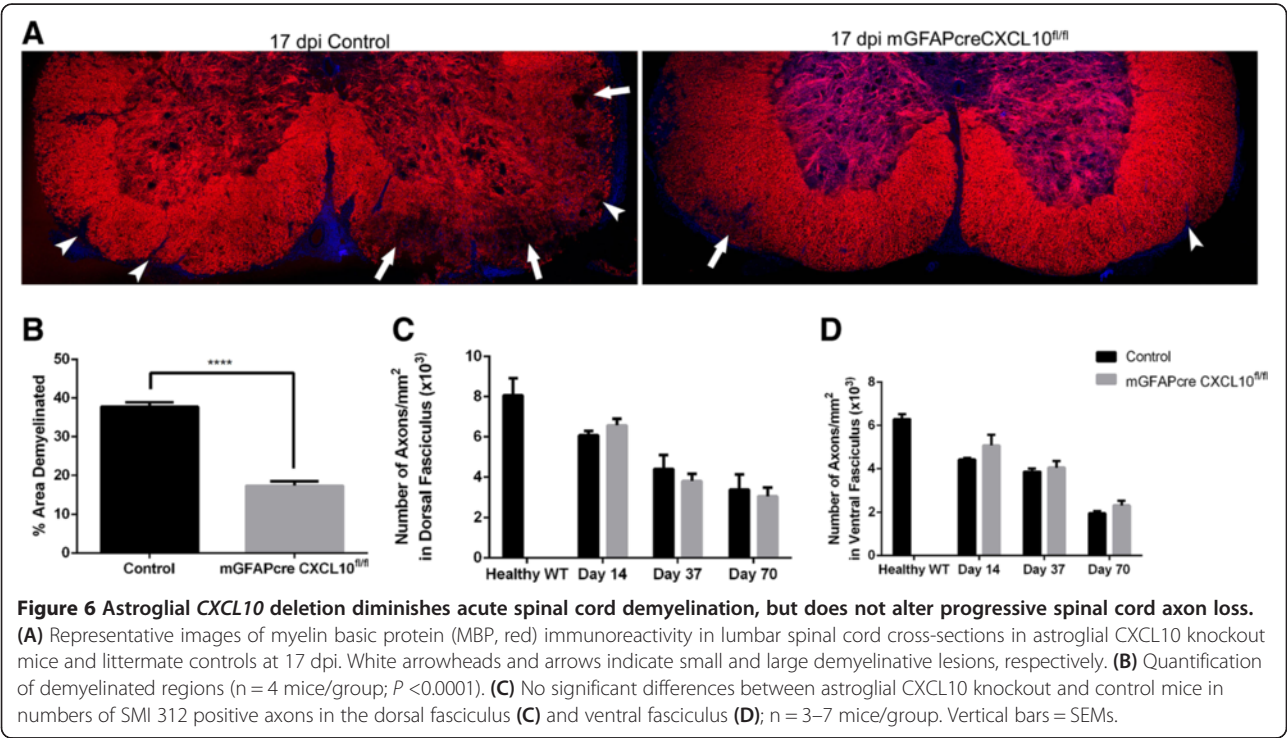 A
17 dpi Control
17 dpi mGFAPcreCXCL10fl/fl
B
% Area Demyelinated
50
40
30
20
10
0
****
Control
mGFAPcre CXCL10fl/fl
C
Number of Axons/mm2
in Dorsal Fasciculus (x103)
10
8
6
4
2
0
Healthy WT
Day 14
Day 37
Day 70
D
Number of Axons/mm2
in Ventral Fasciculus (x103)
8
6
4
2
0
Healthy WT
Day 14
Day 37
Day 70
Control
mGFAPcre CXCL10fl/fl
Figure 6 Astroglial CXCL10 deletion diminishes acute spinal cord demyelination, but does not alter progressive spinal cord axon loss.
(A) Representative images of myelin basic protein (MBP, red) immunoreactivity in lumbar spinal cord cross-sections in astroglial CXCL10 knockout
mice and littermate controls at 17 dpi. White arrowheads and arrows indicate small and large demyelinative lesions, respectively. (B) Quantification
of demyelinated regions (n = 4 mice/group; P <0.0001). (C) No significant differences between astroglial CXCL10 knockout and control mice in
numbers of SMI 312 positive axons in the dorsal fasciculus (C) and ventral fasciculus (D); n = 3–7 mice/group. Vertical bars = SEMs.